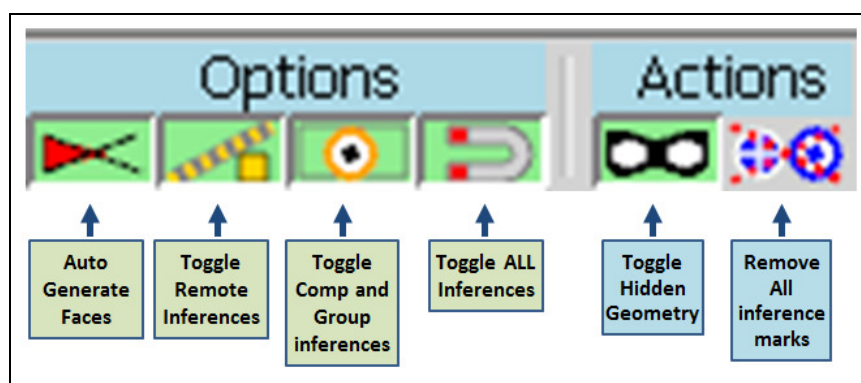 Options
Actions
Auto
Generate
Faces
Toggle
Remote
Inferences
Toggle
Comp and
Group
inferences
Toggle ALL
Inferences
Toggle
Hidden
Geometry
Remove
All
inference
marks